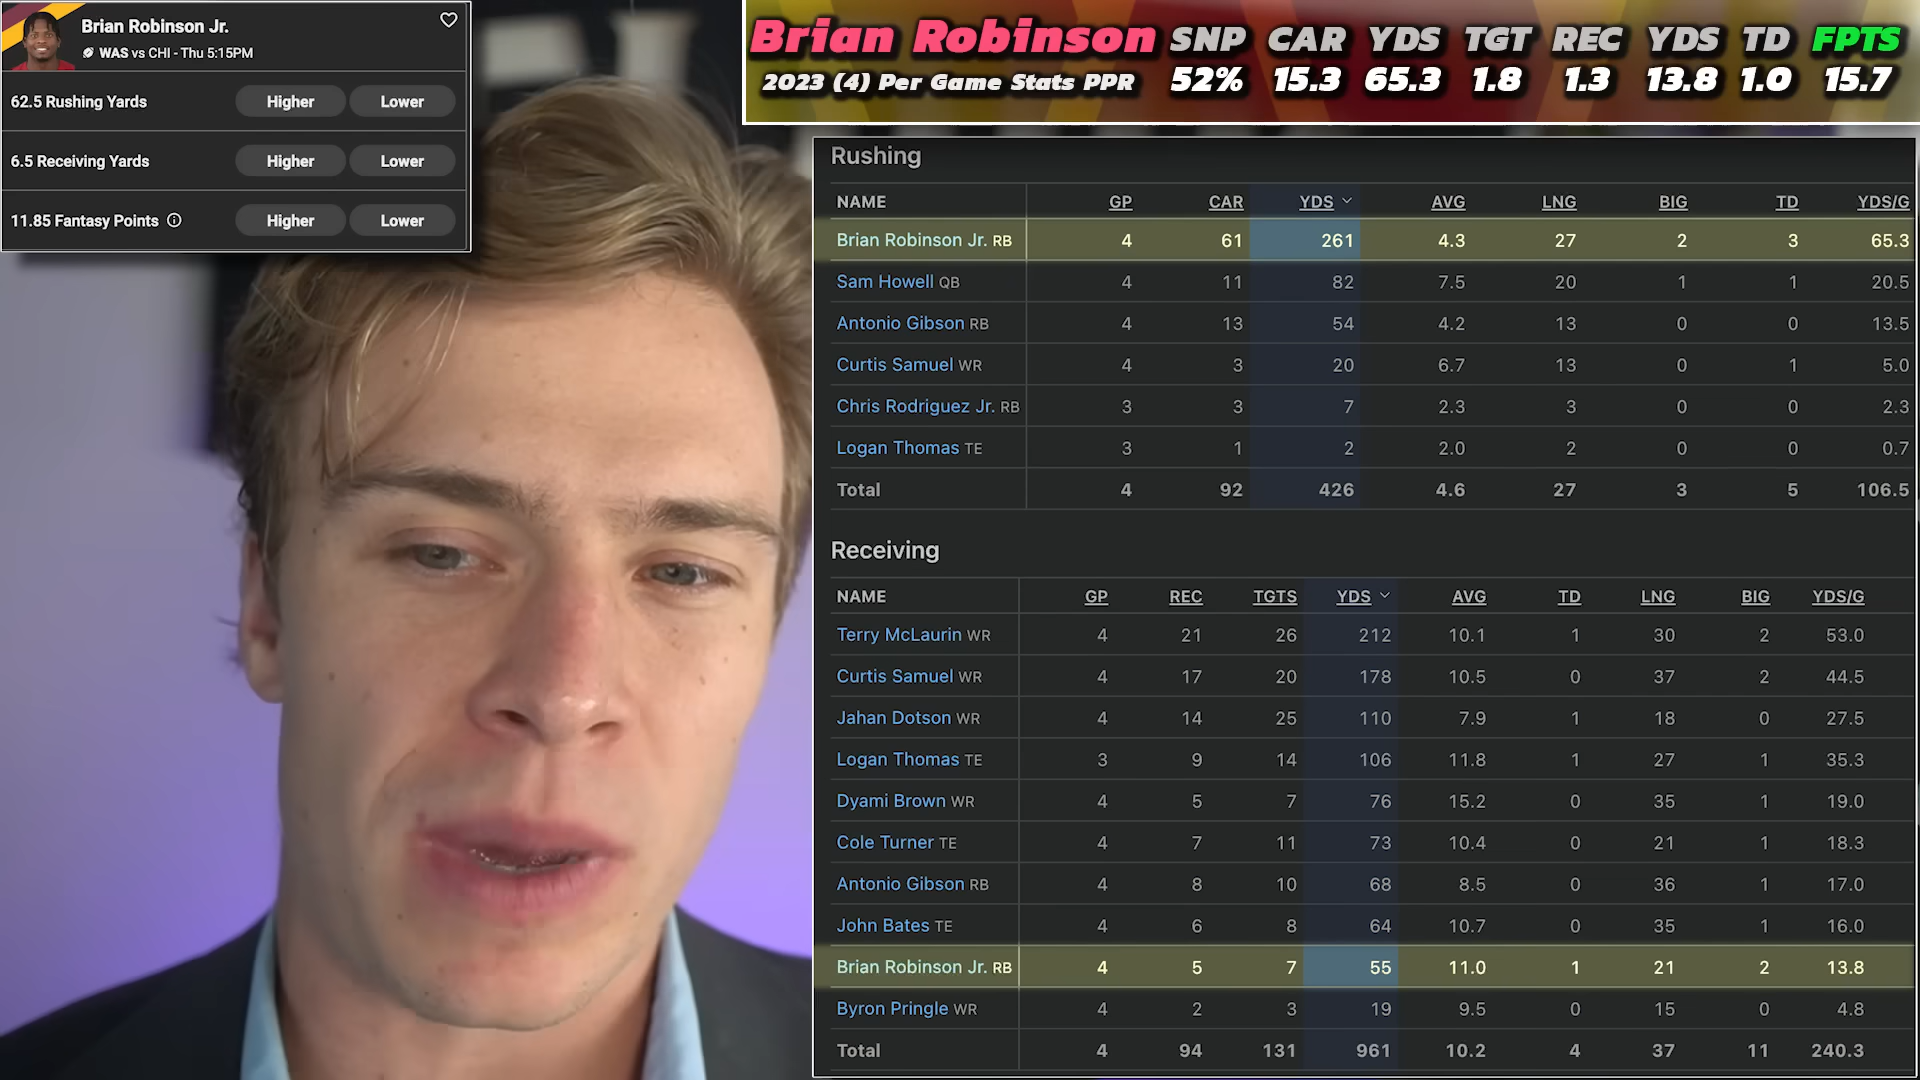 Brian Robinson Jr.
WAS vs CHI - Thu 5:15PM
62.5 Rushing Yards Higher Lower
6.5 Receiving Yards Higher Lower
11.85 Fantasy Points Higher Lower
Brian Robinson SNP CAR YDS TGT REC YDS TD FPTS
2023 (4) Per Game Stats PPR 52% 15.3 65.3 1.8 1.3 13.8 1.0 15.7
Rushing
NAME GP CAR YDS AVG LNG BIG TD YDS/G
Brian Robinson Jr. RB 4 61 261 4.3 27 2 3 65.3
Sam Howell QB 4 11 82 7.5 20 1 1 20.5
Antonio Gibson RB 4 13 54 4.2 13 0 0 13.5
Curtis Samuel WR 4 3 20 6.7 13 0 1 5.0
Chris Rodriguez Jr. RB 3 3 7 2.3 3 0 0 2.3
Logan Thomas TE 3 1 2 2.0 2 0 0 0.7
Total 4 92 426 4.6 27 3 5 106.5
Receiving
NAME GP REC TGTS YDS AVG TD LNG BIG YDS/G
Terry McLaurin WR 4 21 26 212 10.1 1 30 2 53.0
Curtis Samuel WR 4 17 20 178 10.5 0 37 2 44.5
Jahan Dotson WR 4 14 25 110 7.9 1 18 0 27.5
Logan Thomas TE 3 9 14 106 11.8 1 27 1 35.3
Dyami Brown WR 4 5 7 76 15.2 0 35 1 19.0
Cole Turner TE 4 7 11 73 10.4 0 21 1 18.3
Antonio Gibson RB 4 8 10 68 8.5 0 36 1 17.0
John Bates TE 4 6 8 64 10.7 0 35 1 16.0
Brian Robinson Jr. RB 4 5 7 55 11.0 1 21 2 13.8
Byron Pringle WR 4 2 3 19 9.5 0 15 0 4.8
Total 4 94 131 961 10.2 4 37 11 240.3